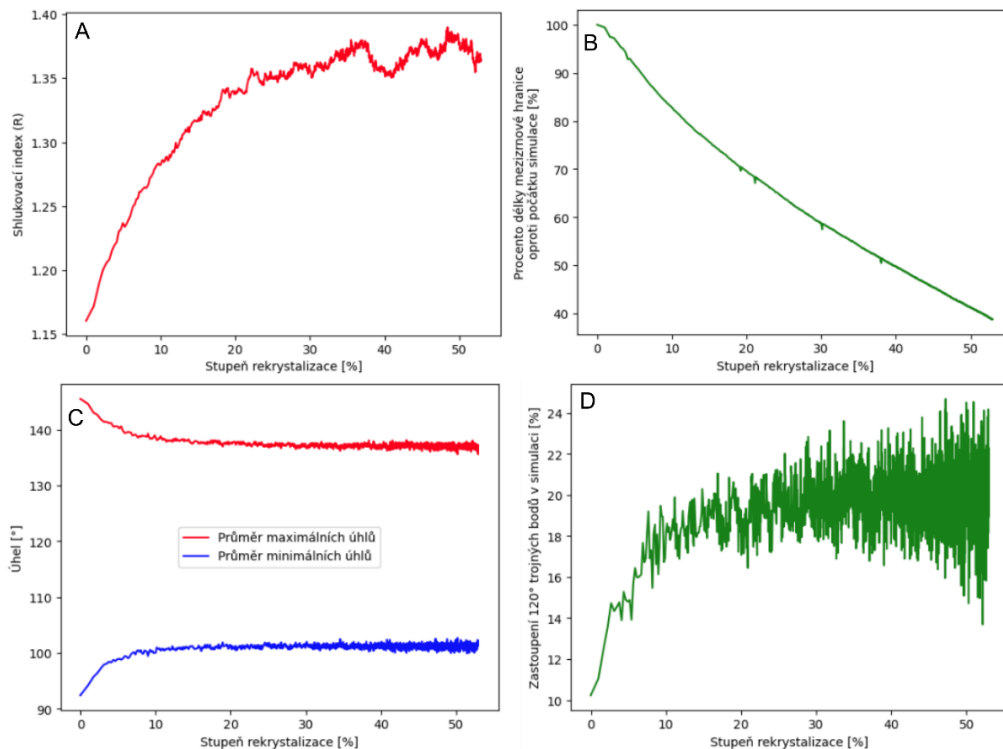 A
Shlukovací index (R)
1.40
1.35
1.30
1.25
1.20
1.15
0 10 20 30 40 50
Stupeň rekrystalizace [%]
B
Procento délky mezizrnové hranice
oproti počátku simulace [%]
100
90
80
70
60
50
40
0 10 20 30 40 50
Stupeň rekrystalizace [%]
C
Úhel [°]
140
130
120
110
100
90
Průměr maximálních úhlů
Průměr minimálních úhlů
0 10 20 30 40 50
Stupeň rekrystalizace [%]
D
Zastoupení 120° trojných bodů v simulaci [%]
24
22
20
18
16
14
12
10
0 10 20 30 40 50
Stupeň rekrystalizace [%]